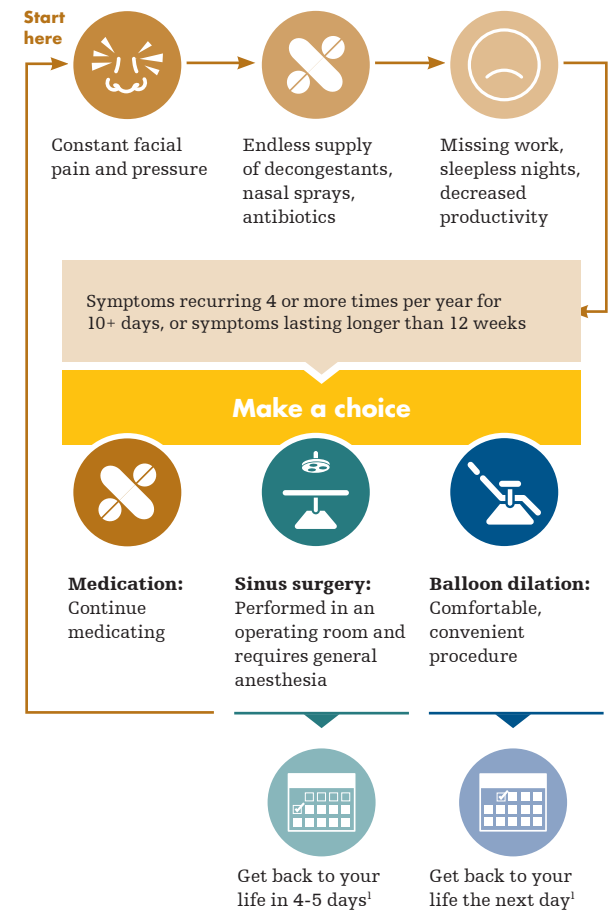 Start
here
Constant facial
pain and pressure
Endless supply
of decongestants,
nasal sprays,
antibiotics
Missing work,
sleepless nights,
decreased
productivity
Symptoms recurring 4 or more times per year for
10+ days, or symptoms lasting longer than 12 weeks
Make a choice
Medication:
Continue
medicating
Sinus surgery:
Performed in an
operating room and
requires general
anesthesia
Balloon dilation:
Comfortable,
convenient
procedure
Get back to your
life in 4-5 days¹
Get back to your
life the next day¹